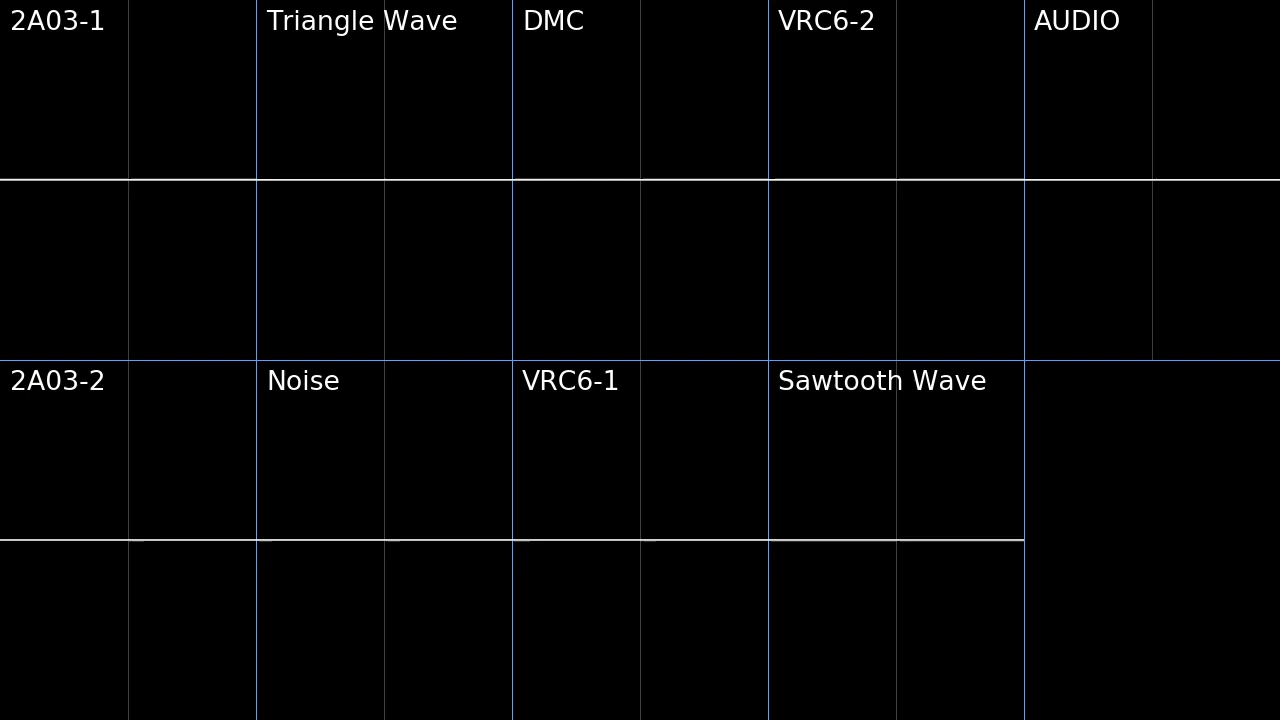 2A03-1
Triangle Wave
DMC
VRC6-2
AUDIO
2A03-2
Noise
VRC6-1
Sawtooth Wave